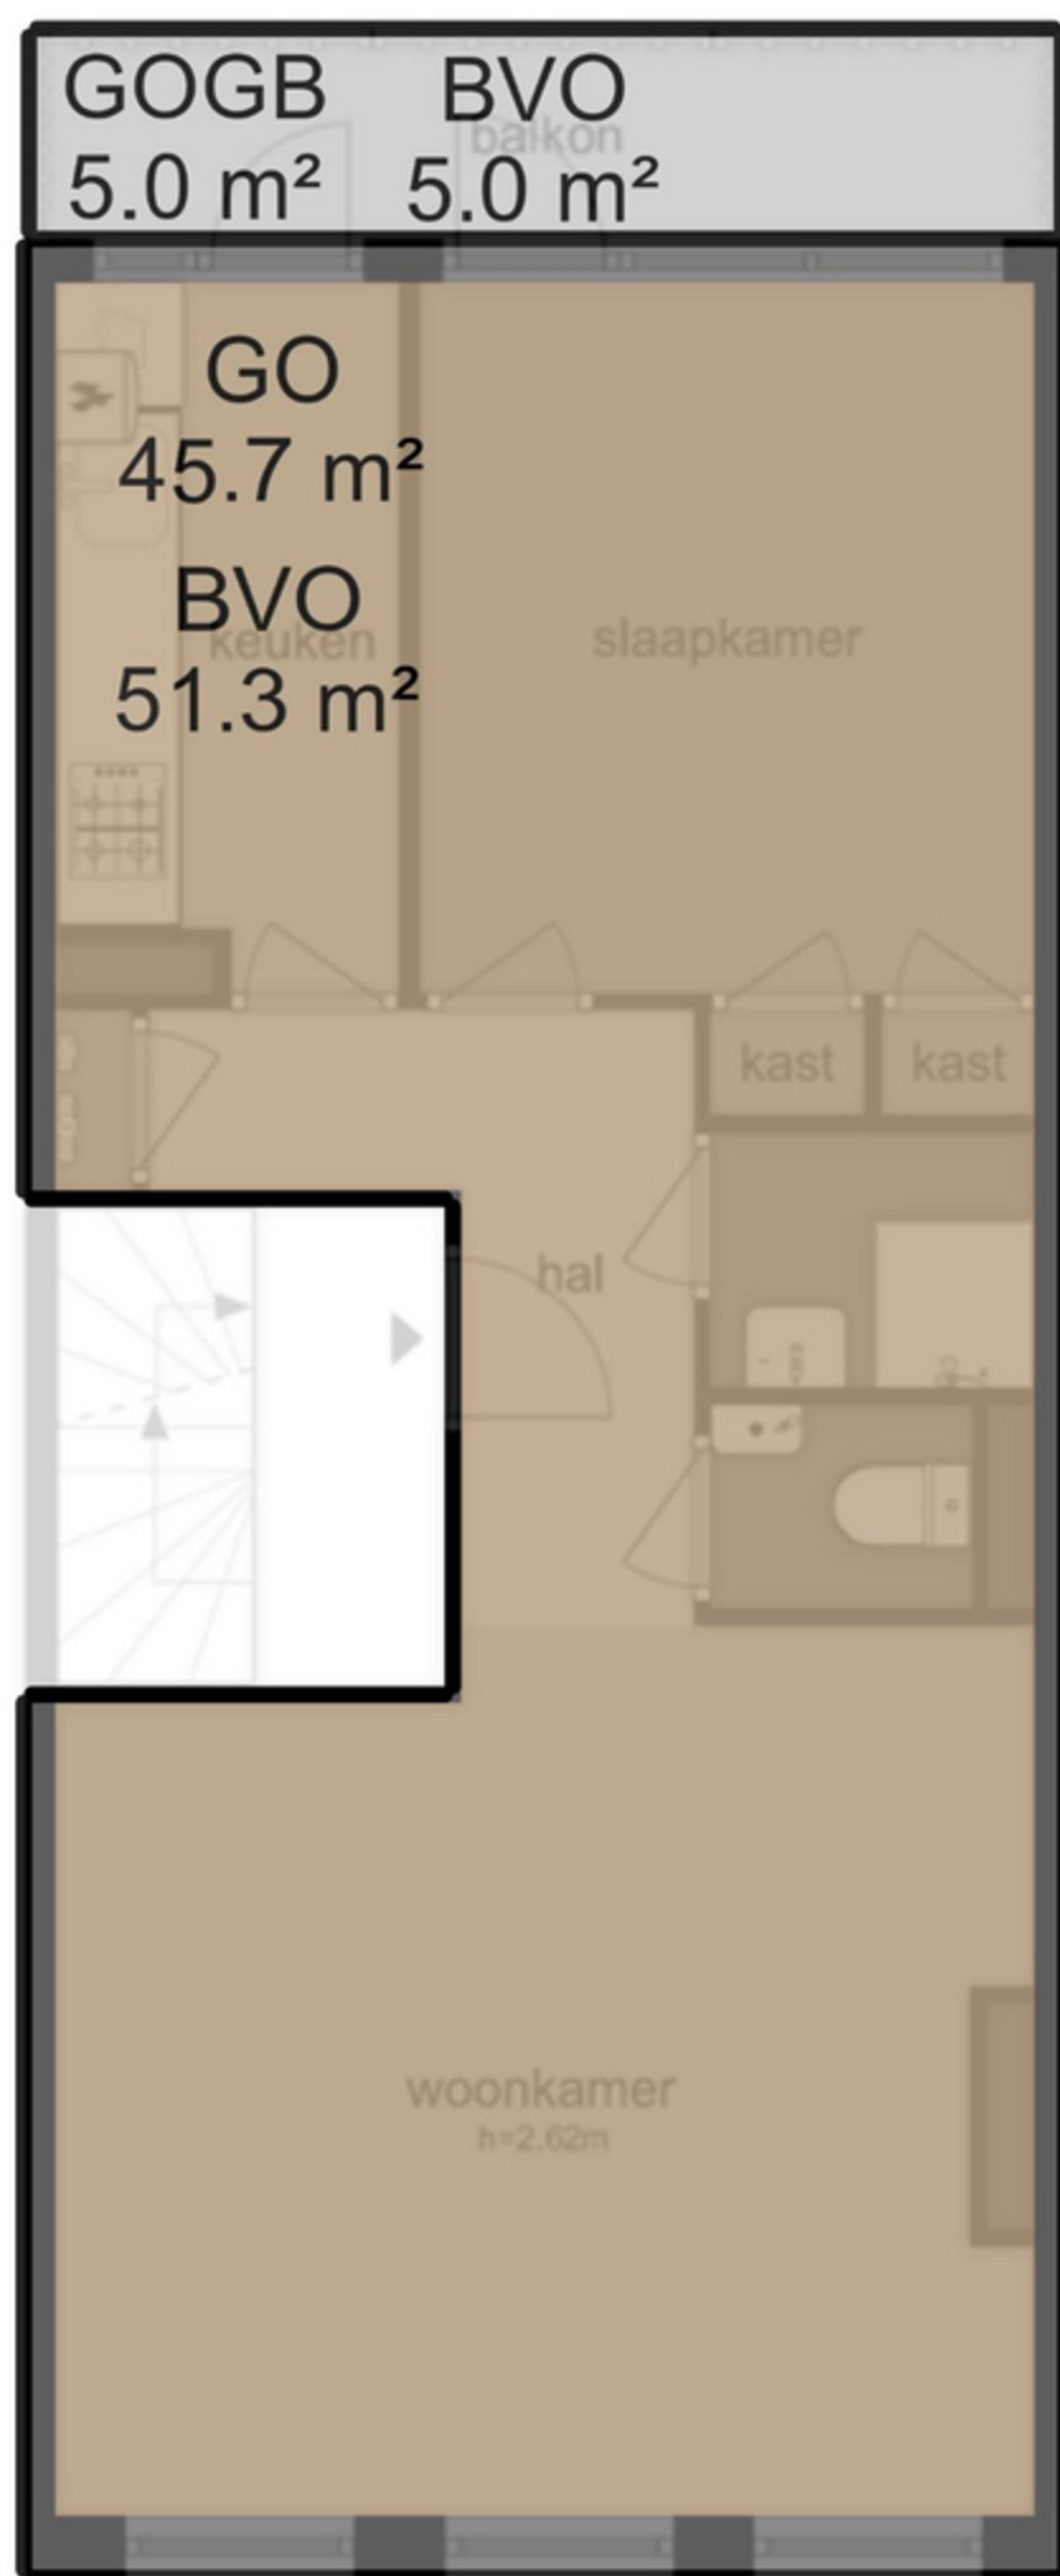 GOGB BVO
balkon
5.0 m² 5.0 m²
GO
45.7 m²
BVO
keuken
slaapkamer
51.3 m²
kast kast
hal
woonkamer
h=2.62m